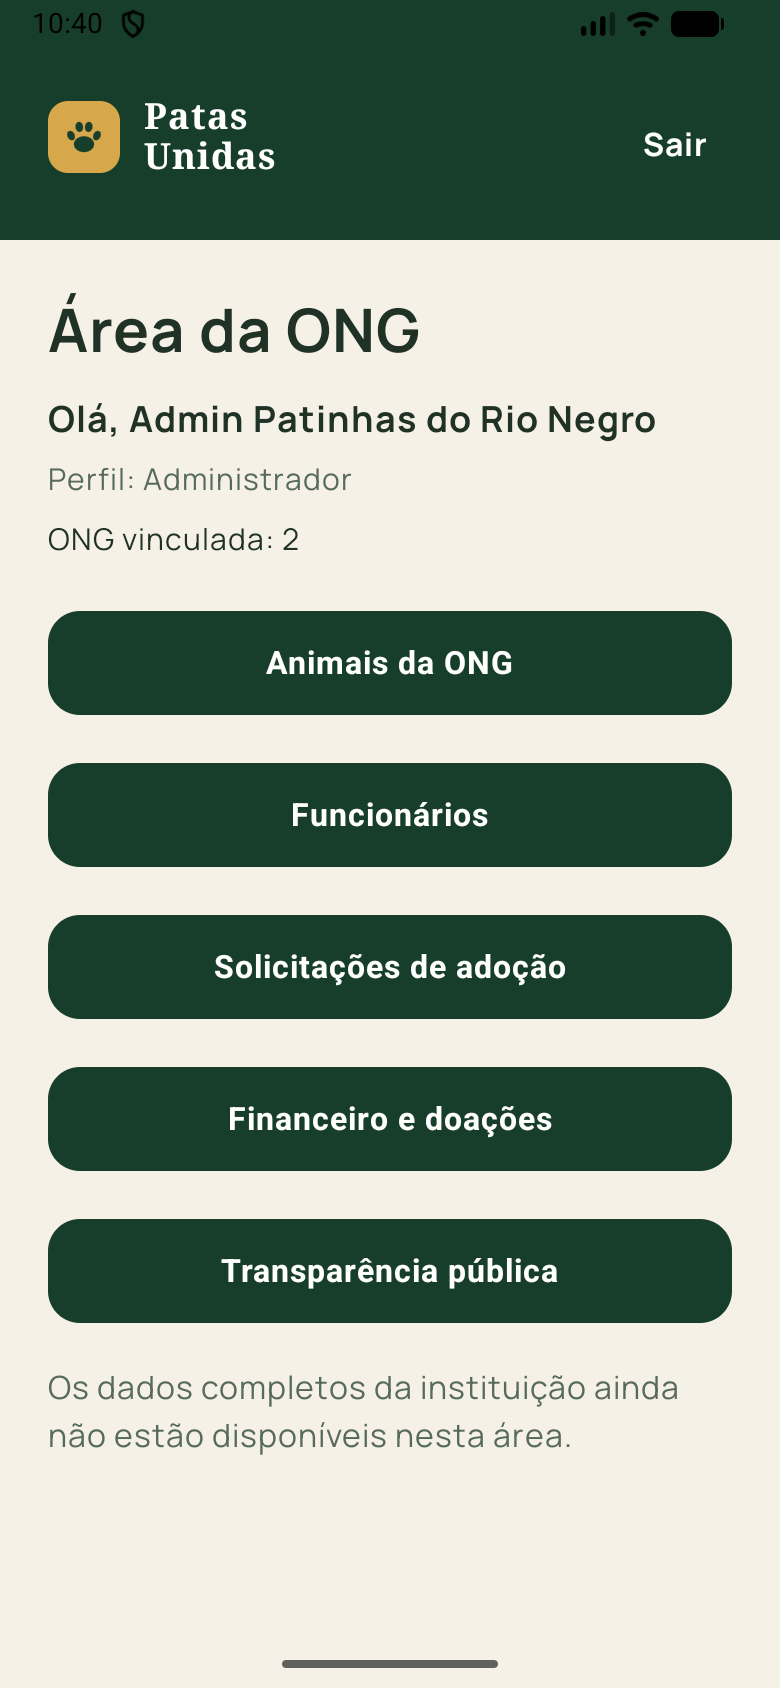 10:40
Patas
Unidas
Sair
Área da ONG
Olá, Admin Patinhas do Rio Negro
Perfil: Administrador
ONG vinculada: 2
Animais da ONG
Funcionários
Solicitações de adoção
Financeiro e doações
Transparência pública
Os dados completos da instituição ainda
não estão disponíveis nesta área.